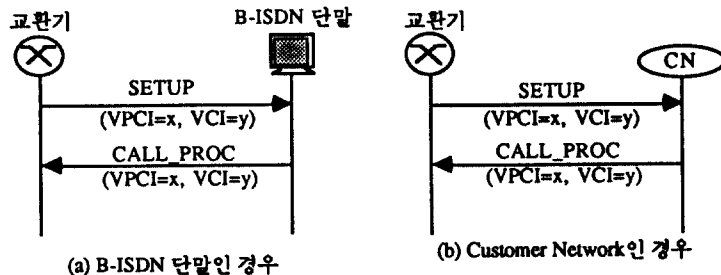 교환기
B-ISDN 단말
SETUP
(VPCI=x, VCI=y)
CALL_PROC
(VPCI=x, VCI=y)
(a) B-ISDN 단말인 경우
교환기
CN
SETUP
(VPCI=x, VCI=y)
CALL_PROC
(VPCI=x, VCI=y)
(b) Customer Network인 경우